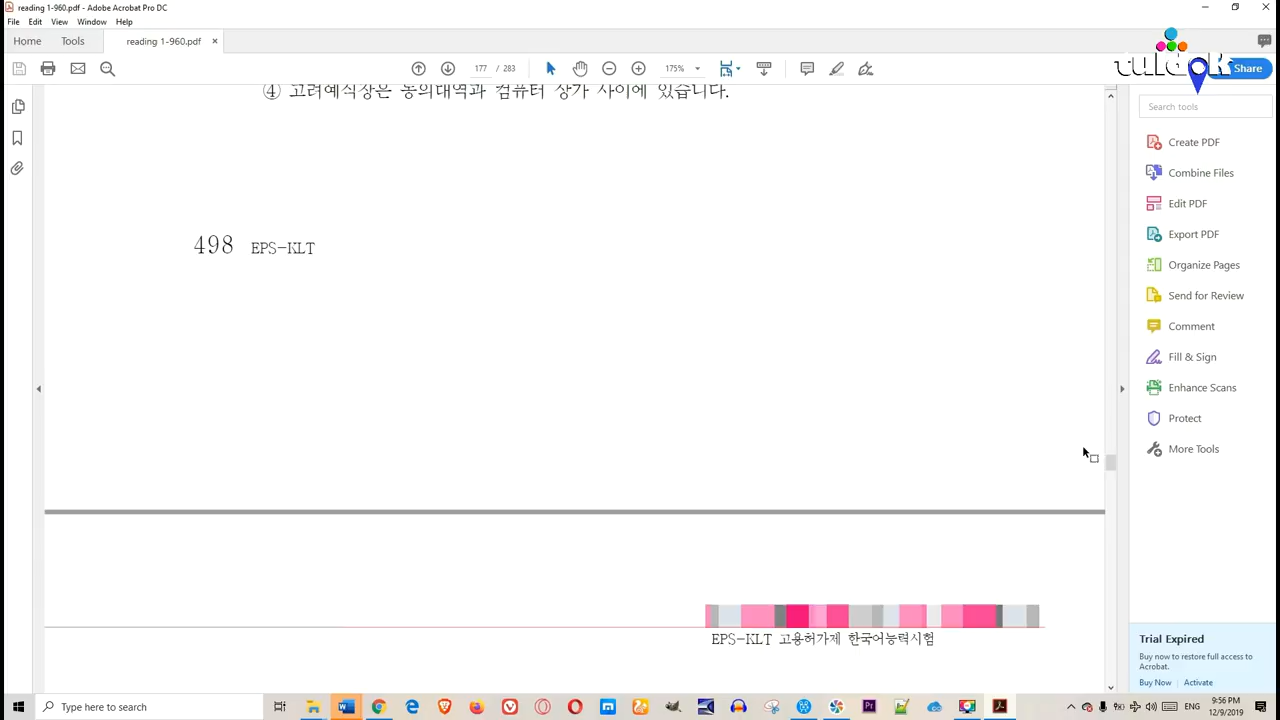 reading 1-960.pdf - Adobe Acrobat Pro DC
File Edit View Window Help
Home Tools reading 1-960.pdf ×
177 / 283 175%
Share
tuldok
④ 고려예식장은 동의대역과 컴퓨터 상가 사이에 있습니다.
498 EPS-KLT
EPS-KLT 고용허가제 한국어능력시험
Search tools
Create PDF
Combine Files
Edit PDF
Export PDF
Organize Pages
Send for Review
Comment
Fill & Sign
Enhance Scans
Protect
More Tools
Trial Expired
Buy now to restore full access to
Acrobat.
Buy Now Activate
Type here to search
9:56 PM
12/9/2019